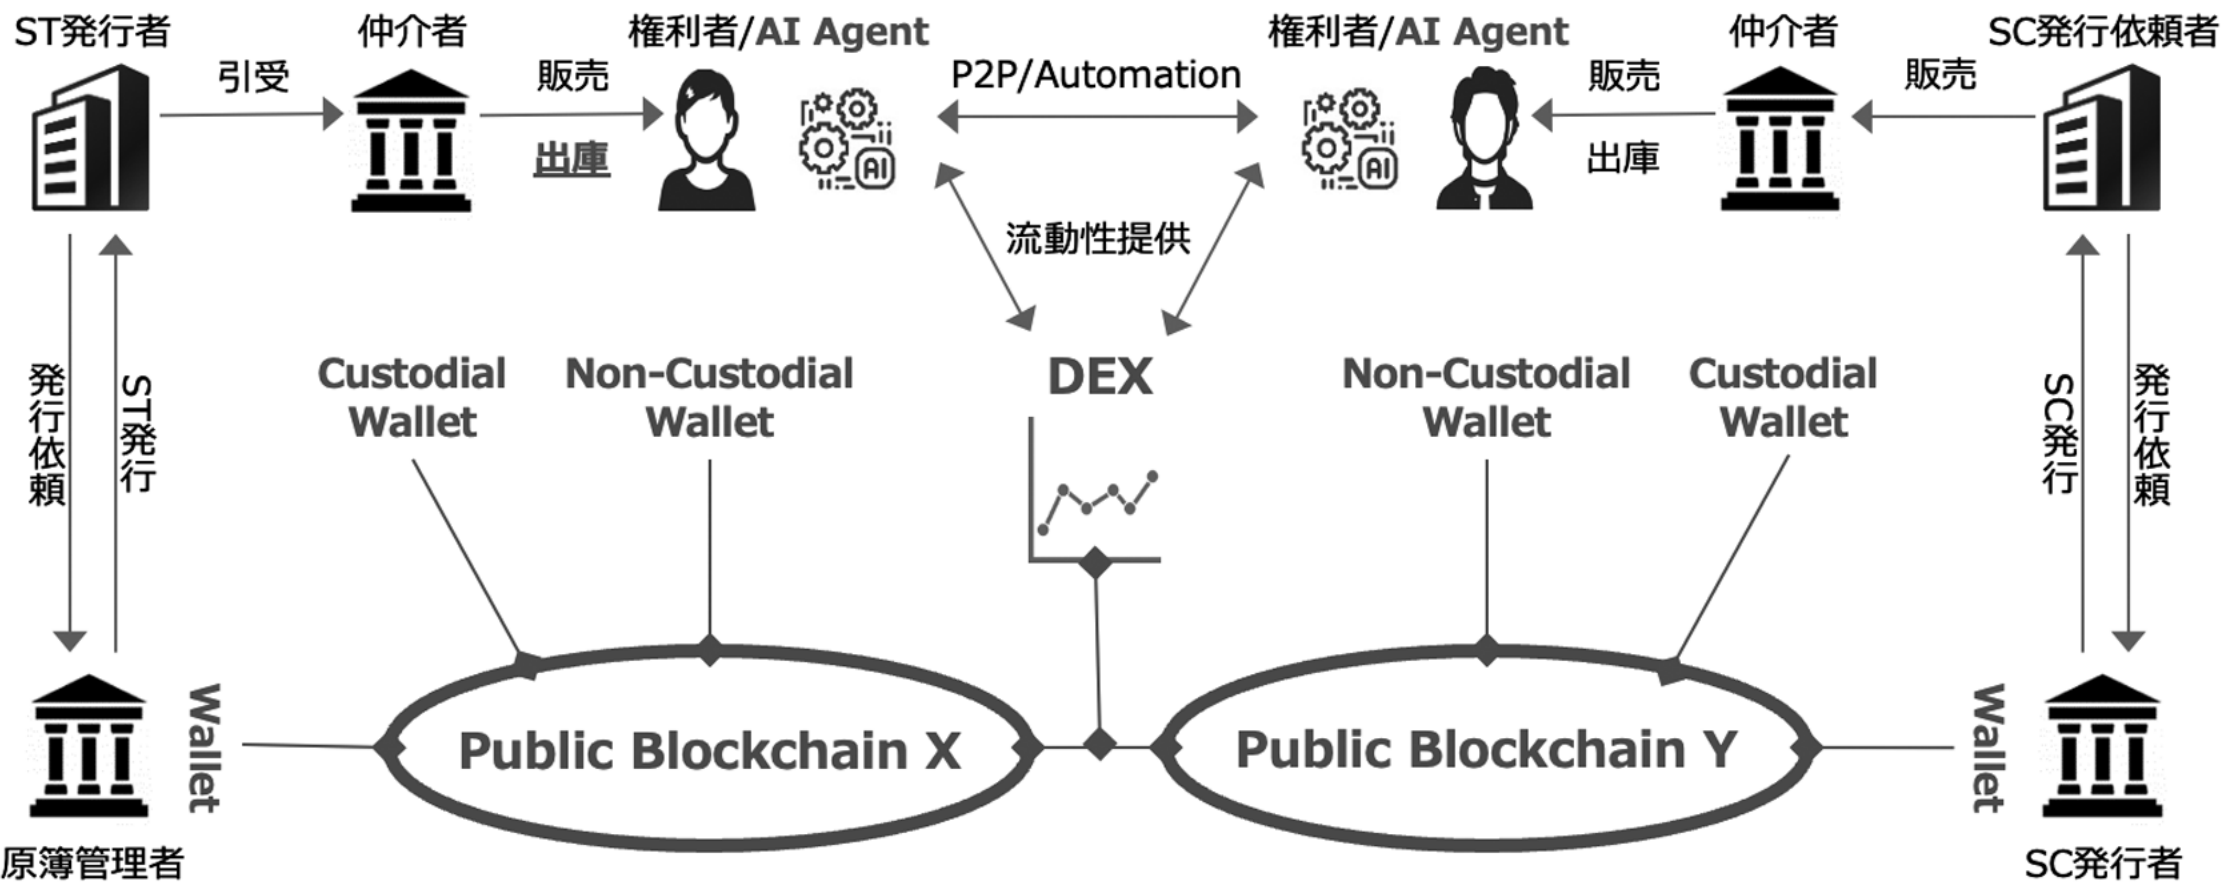 ST発行者
仲介者
権利者/AI Agent
権利者/AI Agent
仲介者
SC発行依頼者
引受
販売
P2P/Automation
販売
販売
出庫
出庫
流動性提供
発行依頼
ST発行
Custodial
Wallet
Non-Custodial
Wallet
DEX
Non-Custodial
Wallet
Custodial
Wallet
SC発行
発行依頼
Wallet
Public Blockchain X
Public Blockchain Y
Wallet
原簿管理者
SC発行者